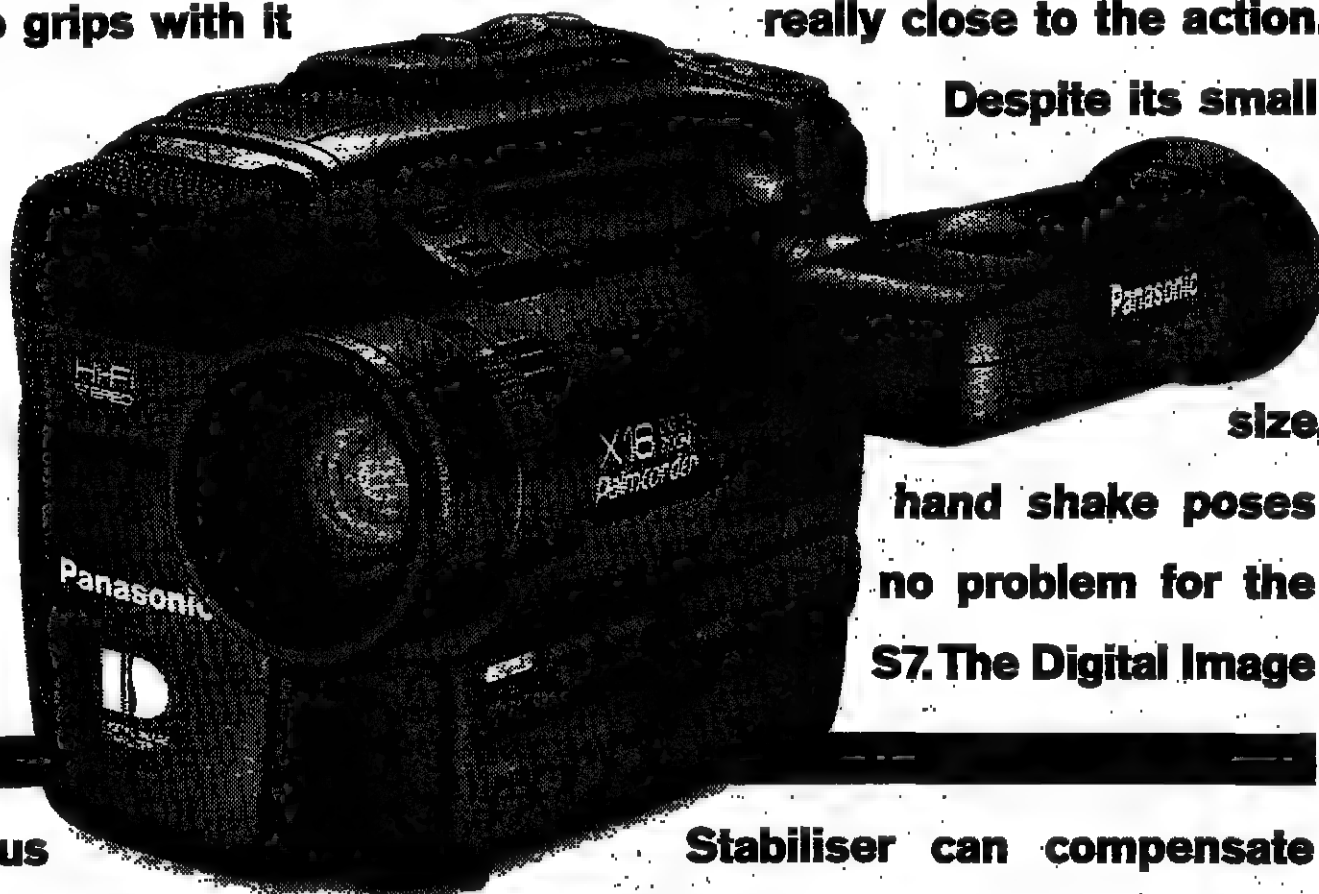 grips with it
really close to the action.
Despite its small
Panasonic
size,
Hi-Fi
STEREO
X18
palmcorder
hand shake poses
Panasonic
no problem for the
S7. The Digital Image
D
us
Stabiliser can compensate